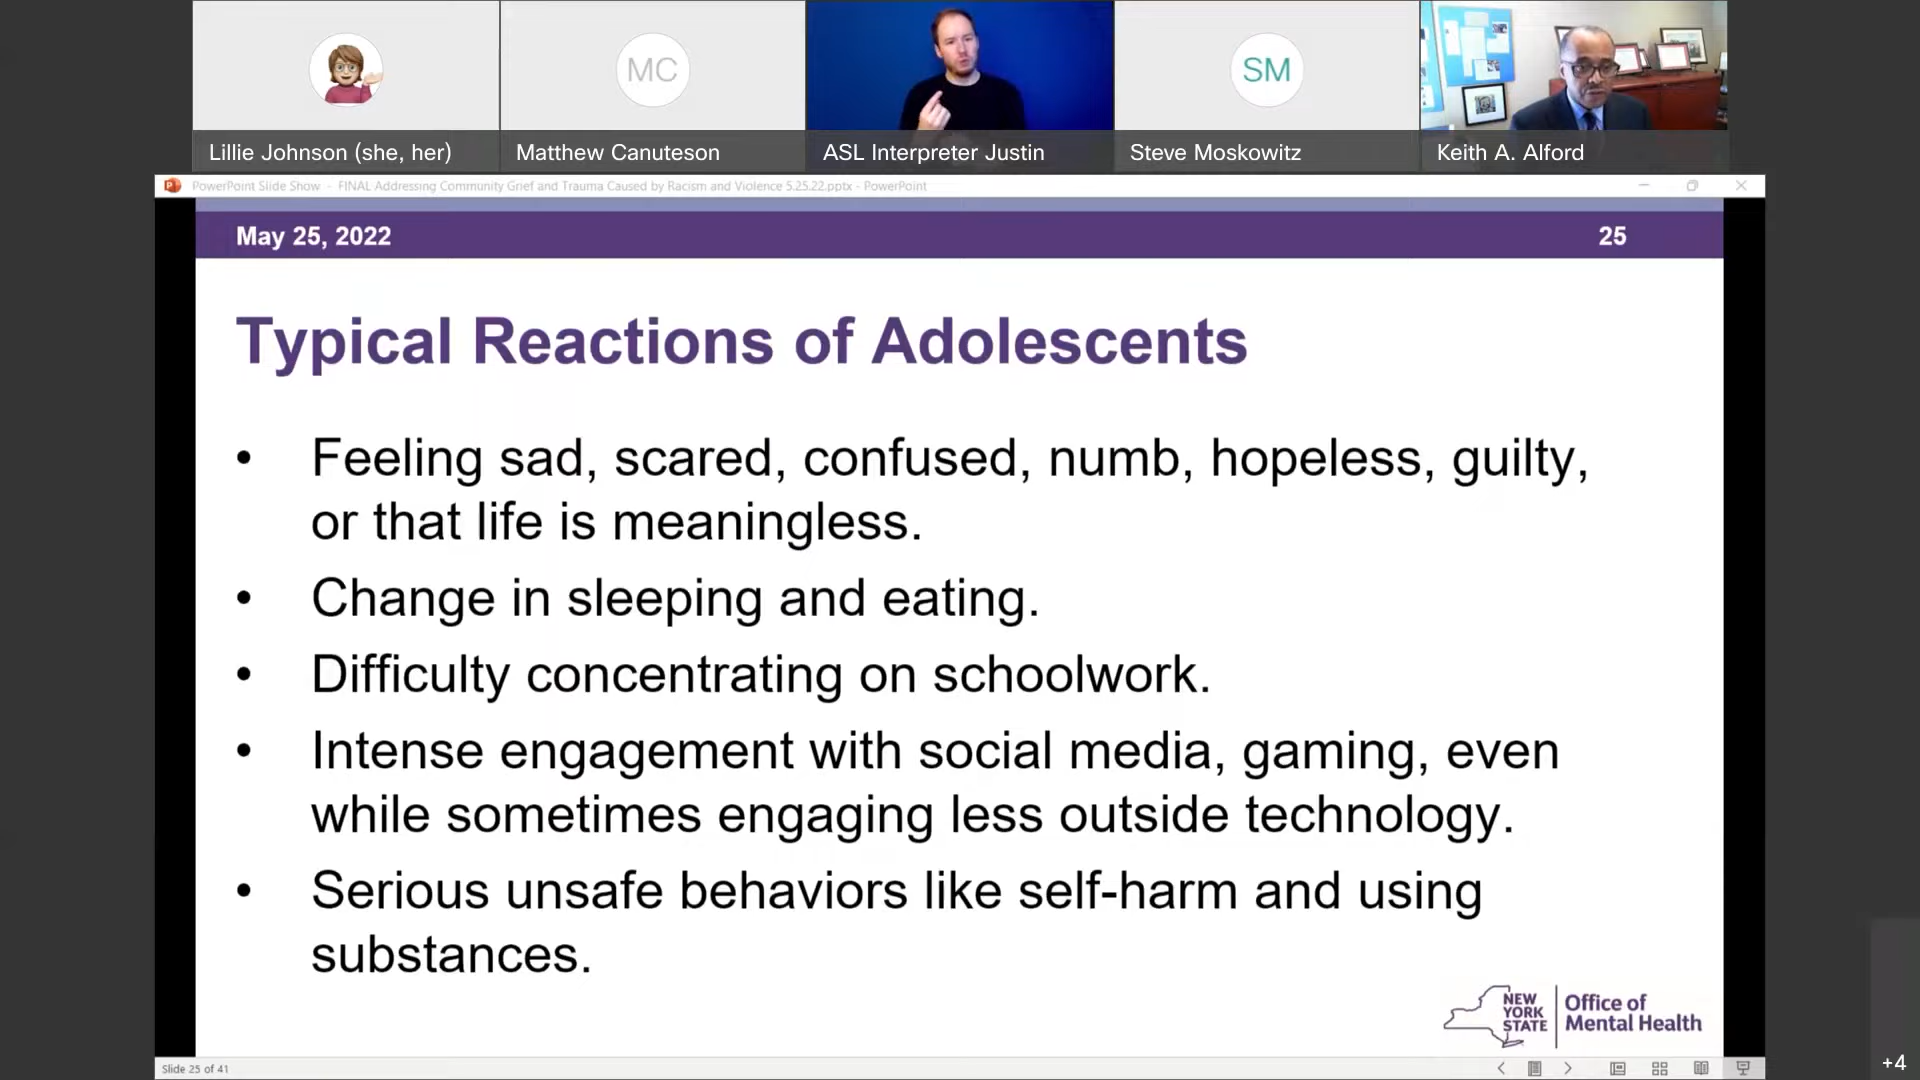 MC
SM
Lillie Johnson (she, her)
Matthew Canuteson
ASL Interpreter Justin
Steve Moskowitz
Keith A. Alford
PowerPoint Slide Show - FINAL Addressing Community Grief and Trauma Caused by Racism and Violence 5.25.22.pptx - PowerPoint
May 25, 2022
25
Typical Reactions of Adolescents
• Feeling sad, scared, confused, numb, hopeless, guilty,
or that life is meaningless.
• Change in sleeping and eating.
• Difficulty concentrating on schoolwork.
• Intense engagement with social media, gaming, even
while sometimes engaging less outside technology.
• Serious unsafe behaviors like self-harm and using
substances.
NEW
YORK
STATE
Office of
Mental Health
Slide 25 of 41
+4